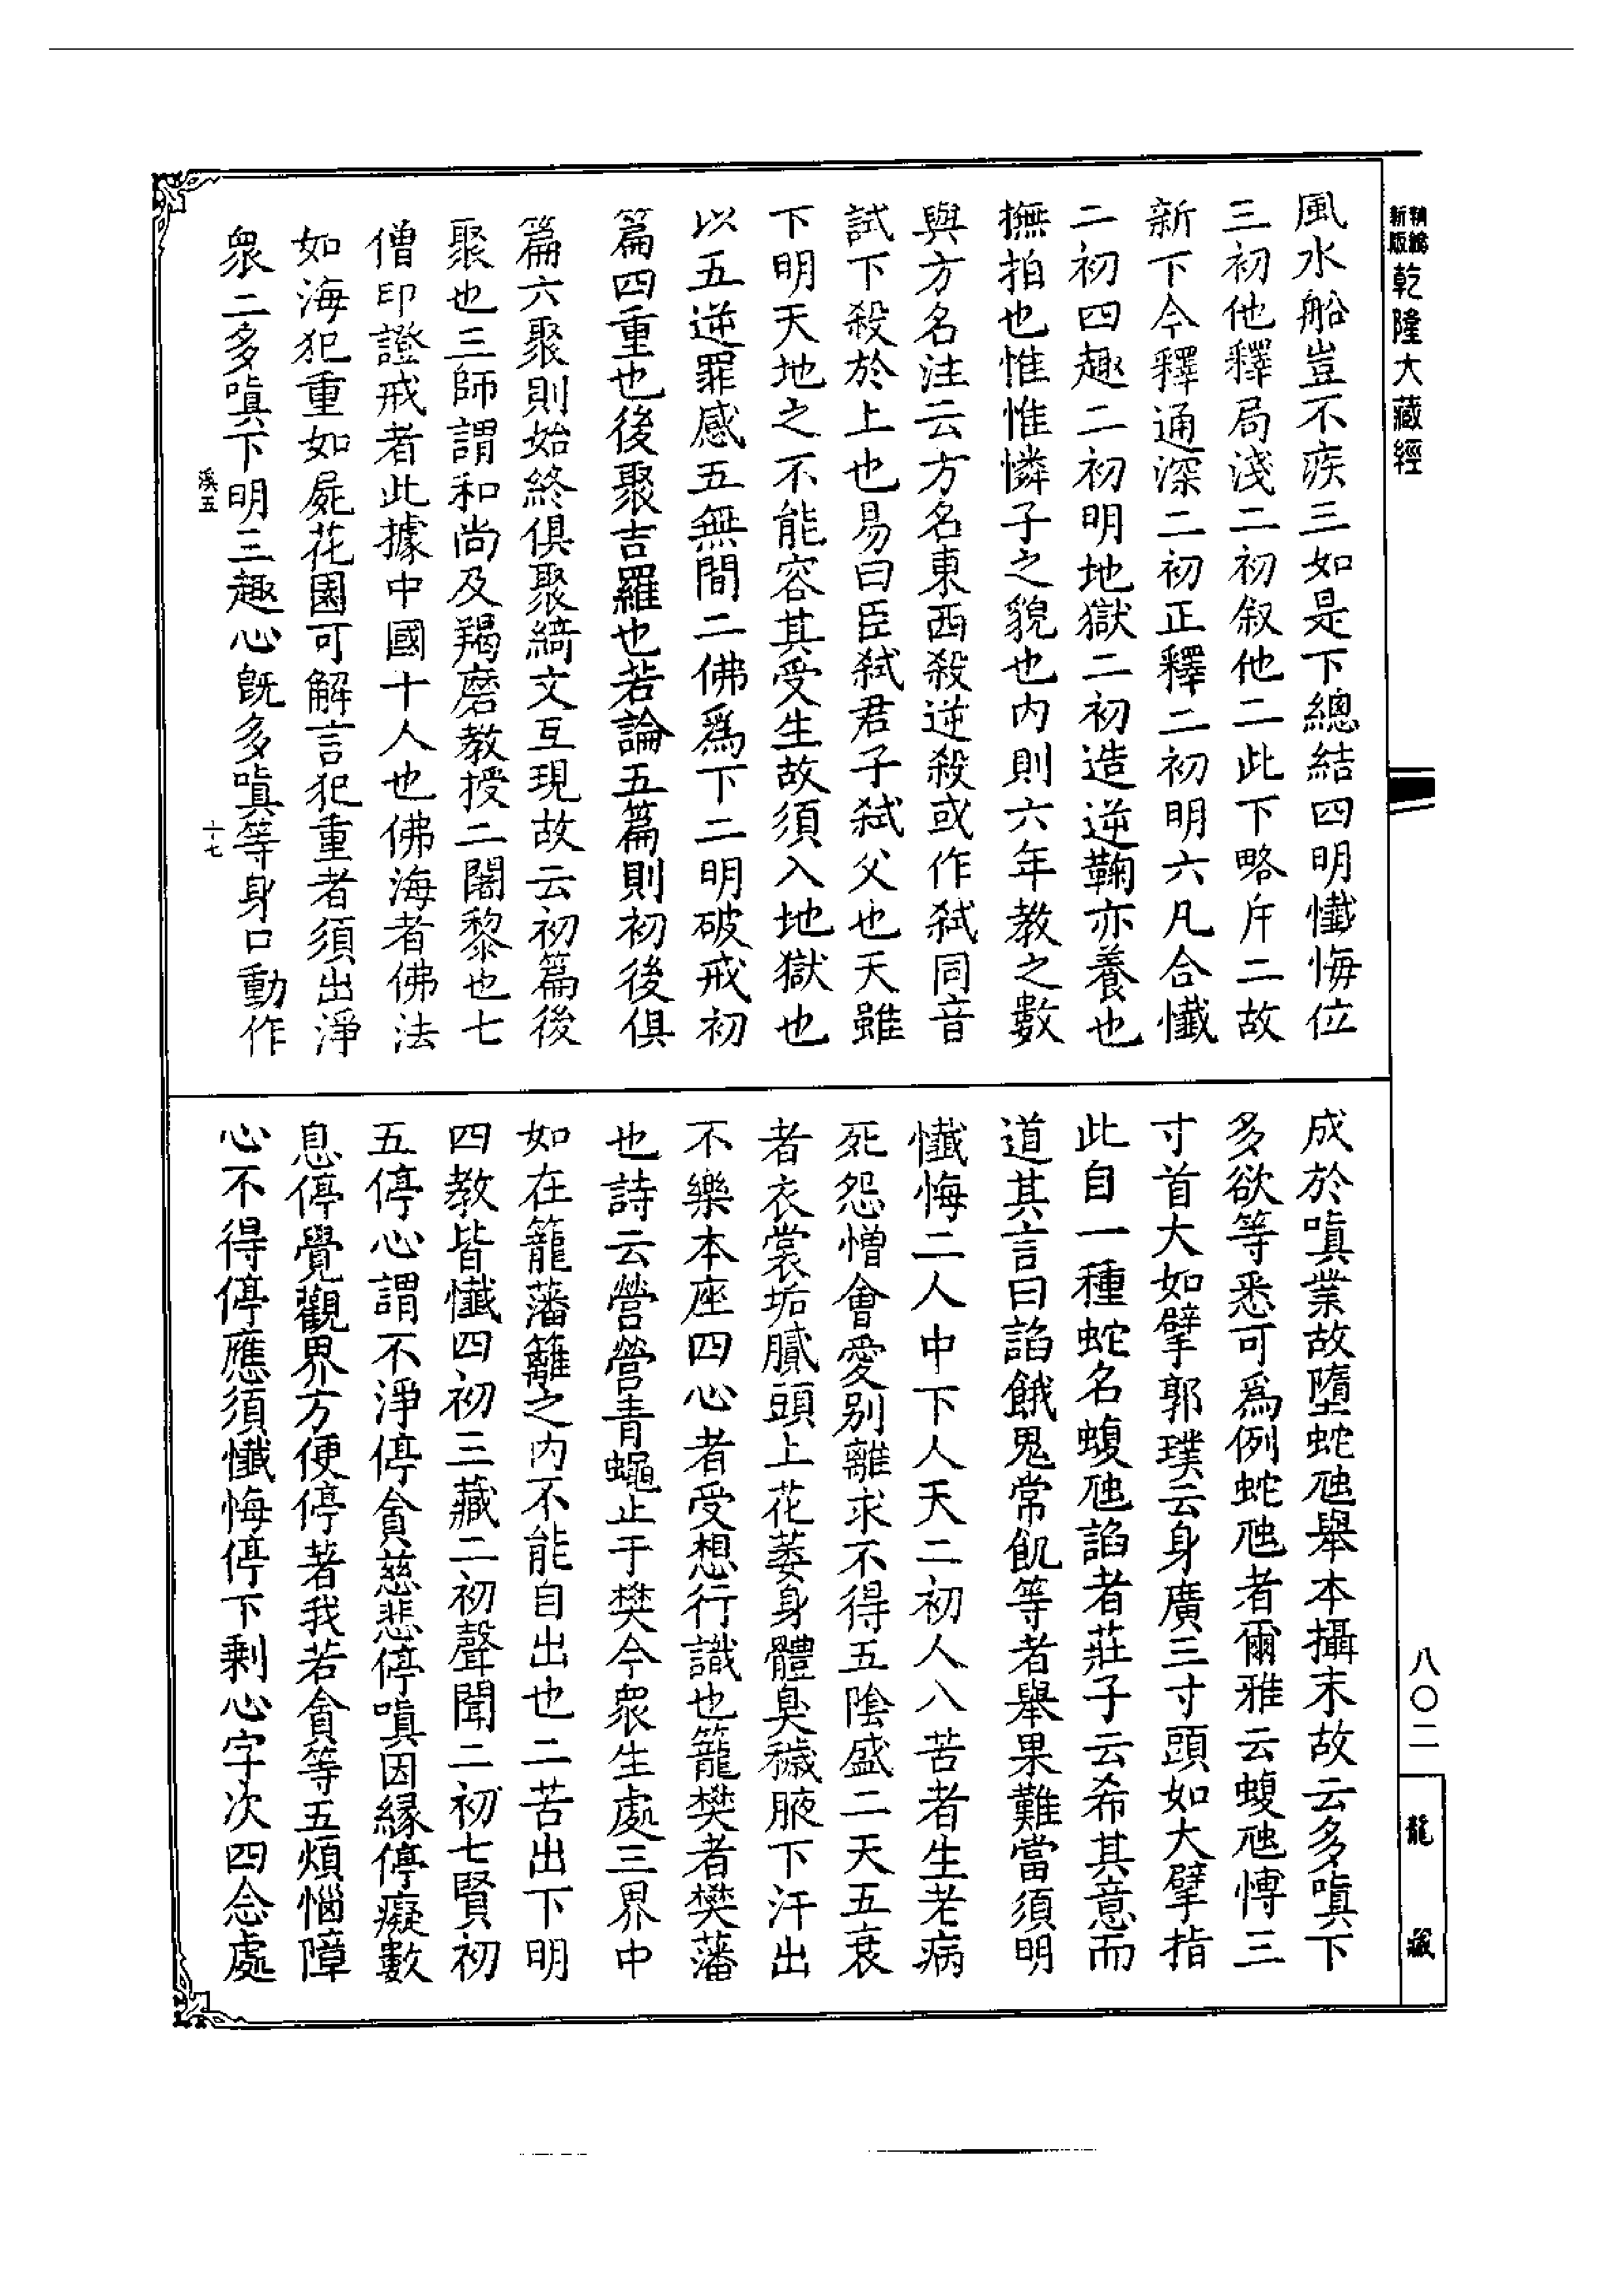 精編
新版
乾隆大藏經
風水船豈不疾三如是下總結四明懺悔位
三初他釋局淺二初叙他二此下略斥二故
新下今釋通深二初正釋二初明六凡合懺
二初四趣二初明地獄二初造逆鞠亦養也
撫拍也惟惟憐子之貌也内則六年教之數
與方名注云方名東西殺逆殺或作弑同音
試下殺於上也易曰臣弑君子弑父也天雖
下明天地之不能容其受生故須入地獄也
以五逆罪感五無間二佛爲下二明破戒初
篇四重也後聚吉羅也若論五篇則初後俱
篇六聚則始終俱聚綺文互現故云初篇後
聚也三師謂和尚及羯磨教授二闍黎也七
僧印證戒者此據中國十人也佛海者佛法
如海犯重如屍花園可解言犯重者須出淨
衆二多嗔下明三趣心既多嗔等身口動作
溪五
十七
成於嗔業故墮蛇虺舉本攝末故云多嗔下
多欲等悉可爲例蛇虺者爾雅云蝮虺博三
寸首大如擘郭璞云身廣三寸頭如大擘指
此自一種蛇名蝮虺諂者莊子云希其意而
道其言曰諂餓鬼常飢等者舉果難當須明
懺悔二人中下人天二初人八苦者生老病
死怨憎會愛別離求不得五陰盛二天五衰
者衣裳垢膩頭上花萎身體臭穢腋下汗出
不樂本座四心者受想行識也籠樊者樊藩
也詩云營營青蠅止于樊今衆生處三界中
如在籠藩籬之内不能自出也二苦出下明
四教皆懺四初三藏二初聲聞二初七賢初
五停心謂不淨停貪慈悲停嗔因緣停癡數
息停覺觀界方便停著我若貪等五煩惱障
心不得停應須懺悔停下剩心字次四念處
八〇二
龍藏